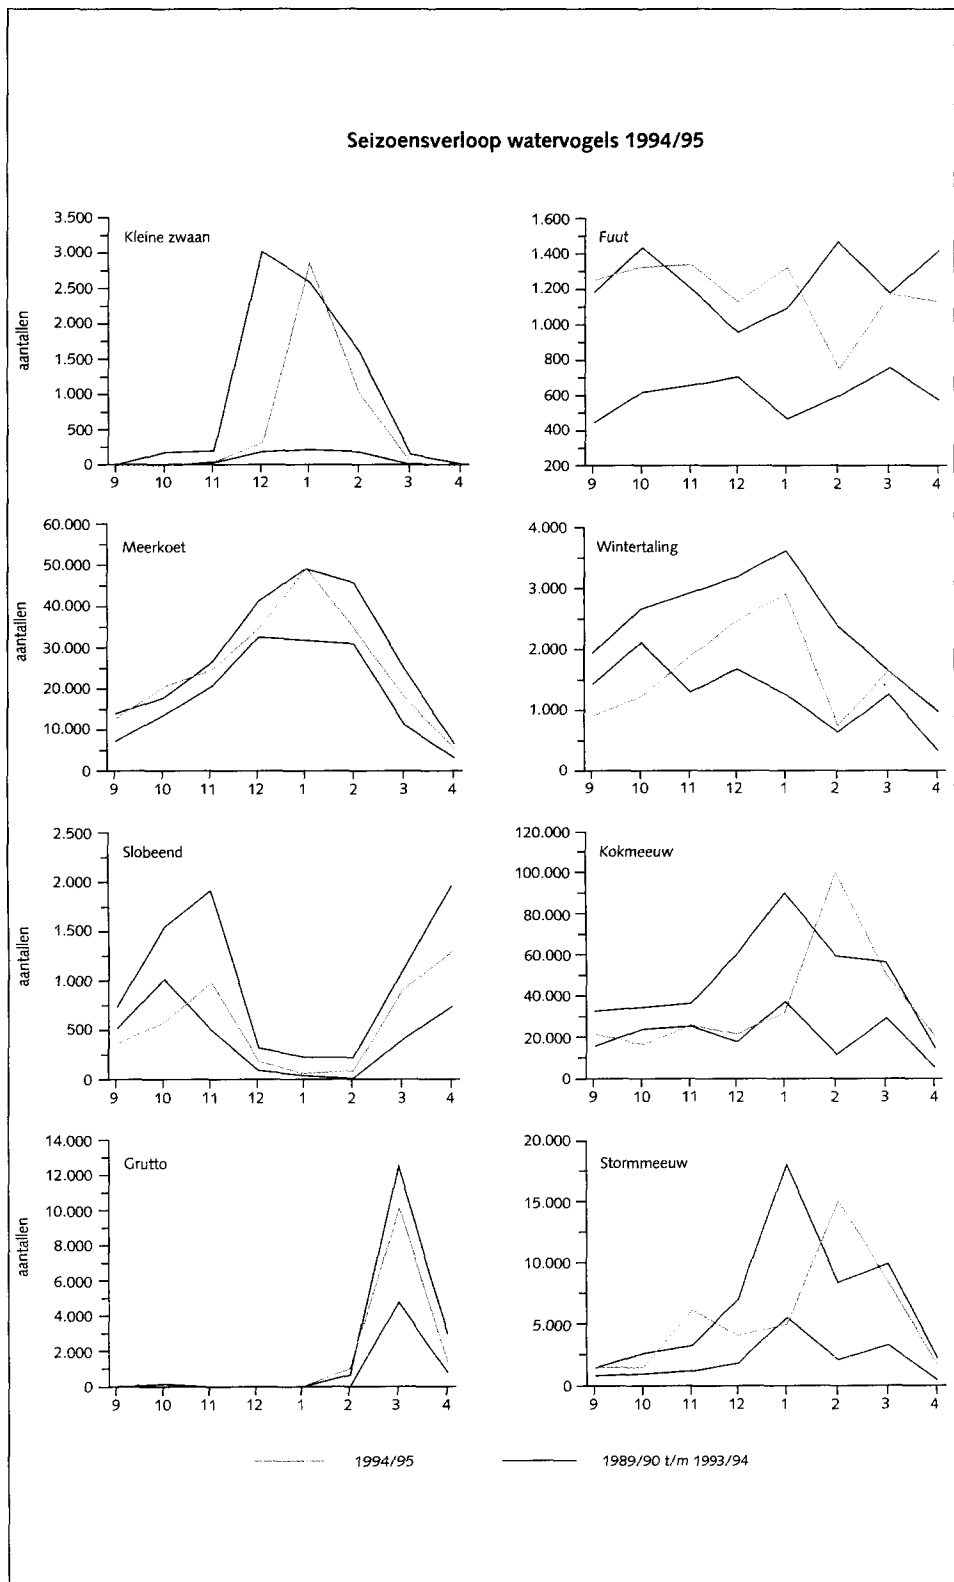 Seizoensverloop watervogels 1994/95
Kleine zwaan
aantallen
3.500
3.000
2.500
2.000
1.500
1.000
500
0
9 10 11 12 1 2 3 4
Fuut
1.600
1.400
1.200
1.000
800
600
400
200
9 10 11 12 1 2 3 4
Meerkoet
aantallen
60.000
50.000
40.000
30.000
20.000
10.000
0
9 10 11 12 1 2 3 4
Wintertaling
4.000
3.000
2.000
1.000
0
9 10 11 12 1 2 3 4
Slobeend
aantallen
2.500
2.000
1.500
1.000
500
0
9 10 11 12 1 2 3 4
Kokmeeuw
120.000
100.000
80.000
60.000
40.000
20.000
0
9 10 11 12 1 2 3 4
Grutto
aantallen
14.000
12.000
10.000
8.000
6.000
4.000
2.000
0
9 10 11 12 1 2 3 4
Stormmeeuw
20.000
15.000
10.000
5.000
0
9 10 11 12 1 2 3 4
1994/95
1989/90 t/m 1993/94